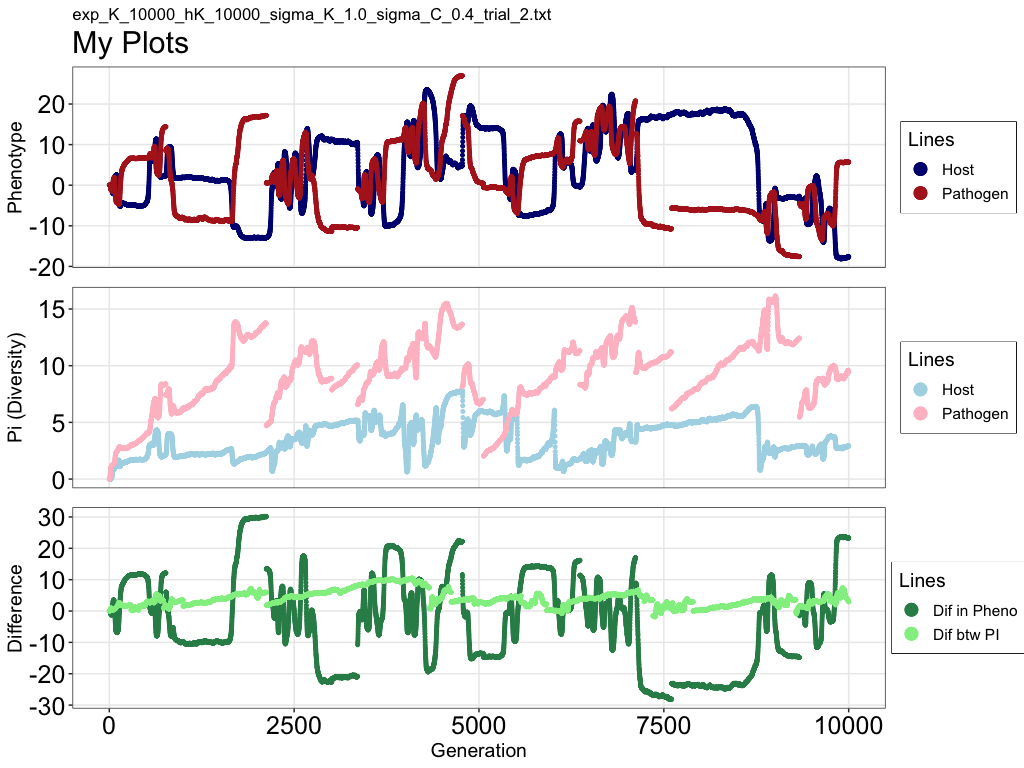 exp_K_10000_hK_10000_sigma_K_1.0_sigma_C_0.4_trial_2.txt
My Plots
Phenotype
20
10
0
-10
-20
Lines
Host
Pathogen
Pi (Diversity)
15
10
5
0
Lines
Host
Pathogen
Difference
30
20
10
0
-10
-20
-30
Lines
Dif in Pheno
Dif btw PI
0 2500 5000 7500 10000
Generation